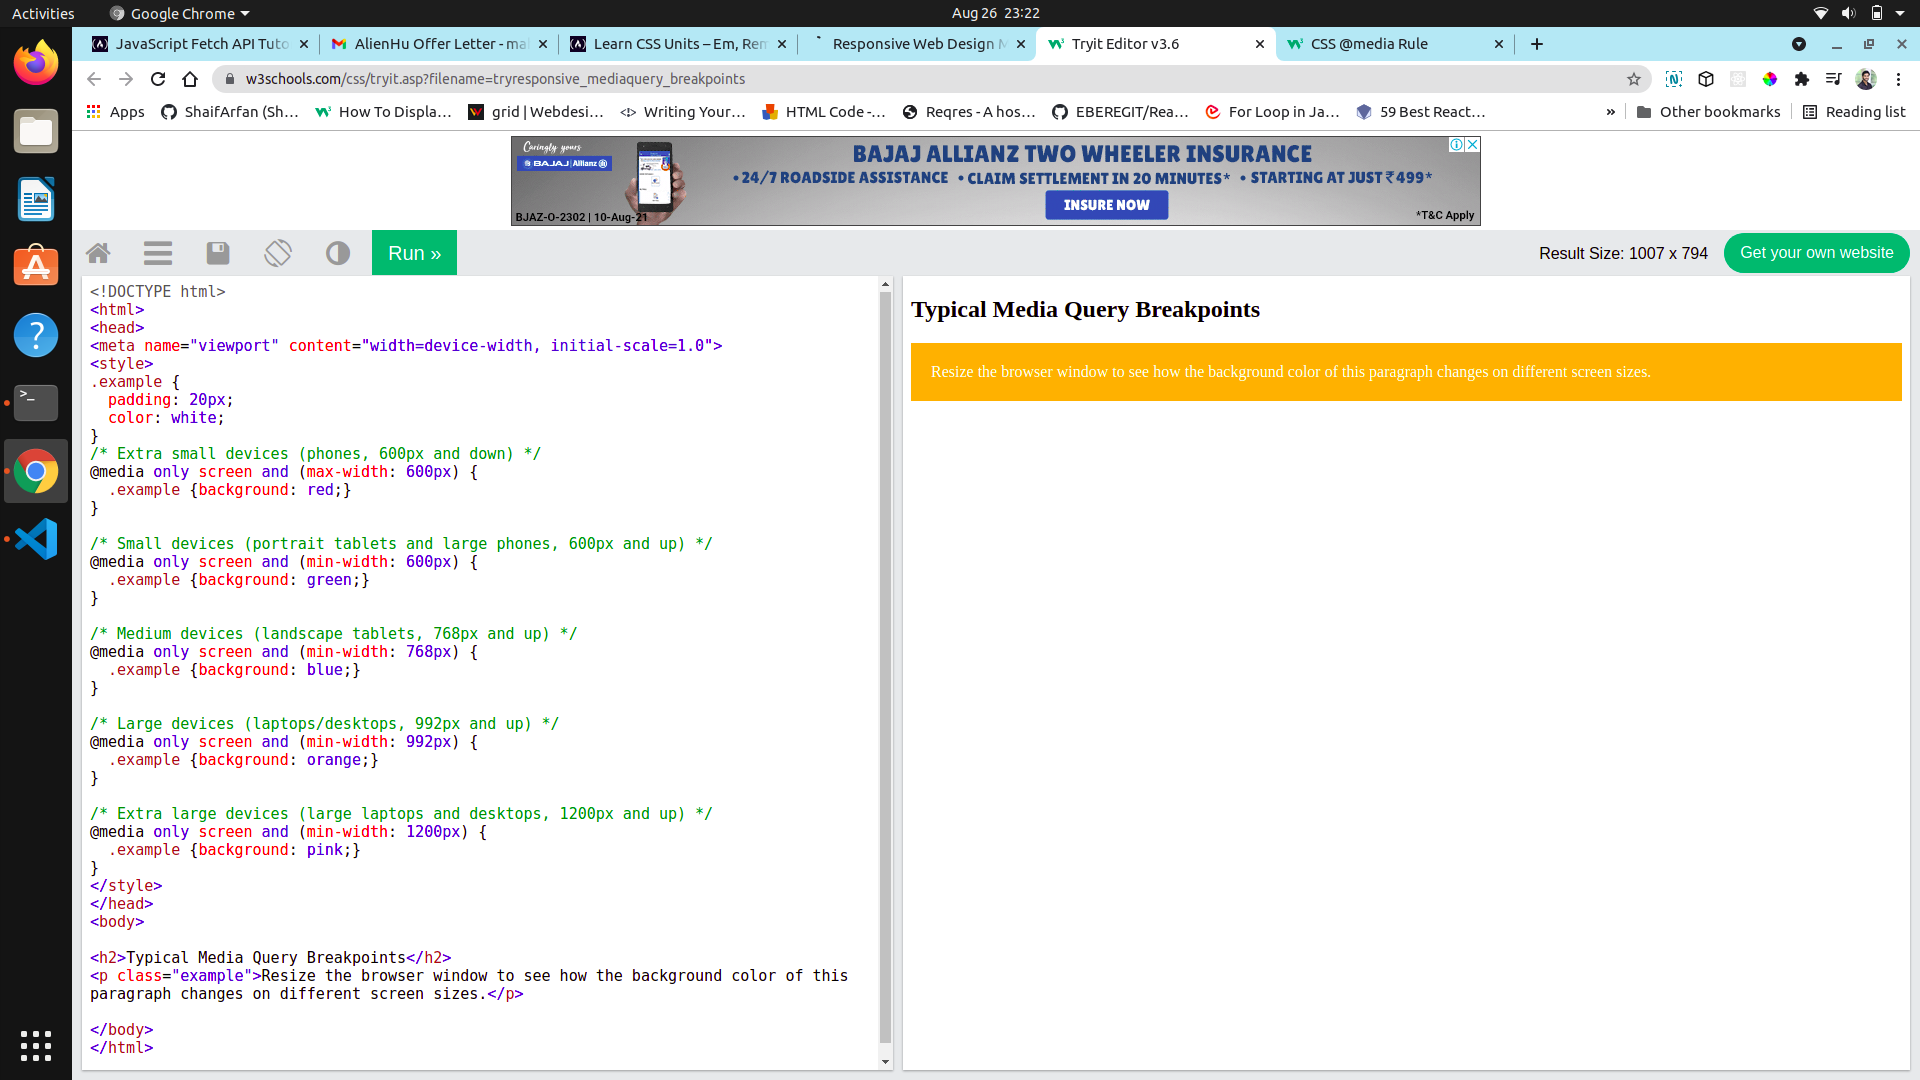 Activities
Google Chrome
Aug 26 23:22
JavaScript Fetch API Tuto
AlienHu Offer Letter - ma
Learn CSS Units – Em, Rem
Responsive Web Design M
Tryit Editor v3.6
CSS @media Rule
w3schools.com/css/tryit.asp?filename=tryresponsive_mediaquery_breakpoints
Apps
ShaifArfan (Sh…
How To Displa…
grid | Webdesi…
Writing Your…
HTML Code -…
Reqres - A hos…
EBEREGIT/Rea…
For Loop in Ja…
59 Best React…
»
Other bookmarks
Reading list
Caringly yours
BAJAJ Allianz
BAJAJ ALLIANZ TWO WHEELER INSURANCE
• 24/7 ROADSIDE ASSISTANCE • CLAIM SETTLEMENT IN 20 MINUTES* • STARTING AT JUST ₹499*
INSURE NOW
BJAZ-O-2302 | 10-Aug-21
*T&C Apply
Run »
Result Size: 1007 x 794
Get your own website
<!DOCTYPE html>
<html>
<head>
<meta name="viewport" content="width=device-width, initial-scale=1.0">
<style>
.example {
  padding: 20px;
  color: white;
}
/* Extra small devices (phones, 600px and down) */
@media only screen and (max-width: 600px) {
  .example {background: red;}
}
/* Small devices (portrait tablets and large phones, 600px and up) */
@media only screen and (min-width: 600px) {
  .example {background: green;}
}
/* Medium devices (landscape tablets, 768px and up) */
@media only screen and (min-width: 768px) {
  .example {background: blue;}
}
/* Large devices (laptops/desktops, 992px and up) */
@media only screen and (min-width: 992px) {
  .example {background: orange;}
}
/* Extra large devices (large laptops and desktops, 1200px and up) */
@media only screen and (min-width: 1200px) {
  .example {background: pink;}
}
</style>
</head>
<body>
<h2>Typical Media Query Breakpoints</h2>
<p class="example">Resize the browser window to see how the background color of this
paragraph changes on different screen sizes.</p>
</body>
</html>
Typical Media Query Breakpoints
Resize the browser window to see how the background color of this paragraph changes on different screen sizes.